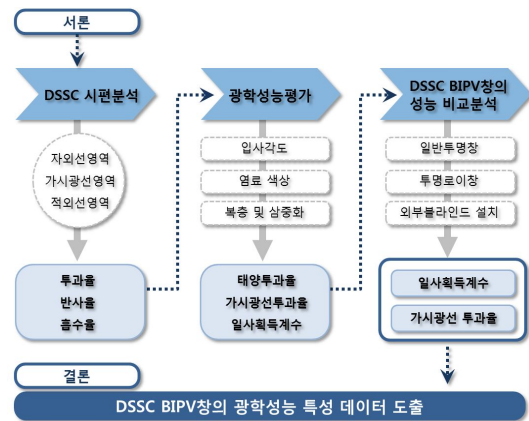 서론
DSSC 시편분석
자외선영역
가시광선영역
적외선영역
투과율
반사율
흡수율
광학성능평가
입사각도
염료 색상
복층 및 삼중화
태양투과율
가시광선투과율
일사획득계수
DSSC BIPV창의
성능 비교분석
일반투명창
투명로이창
외부블라인드 설치
일사획득계수
가시광선 투과율
결론
DSSC BIPV창의 광학성능 특성 데이터 도출